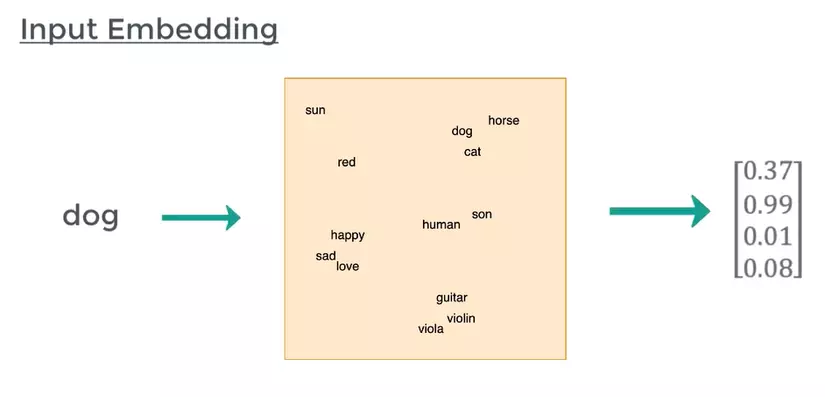 Input Embedding
sun
horse
dog
cat
red
dog
son
human
happy
sad
love
guitar
violin
viola
[0.37]
0.99
0.01
[0.08]